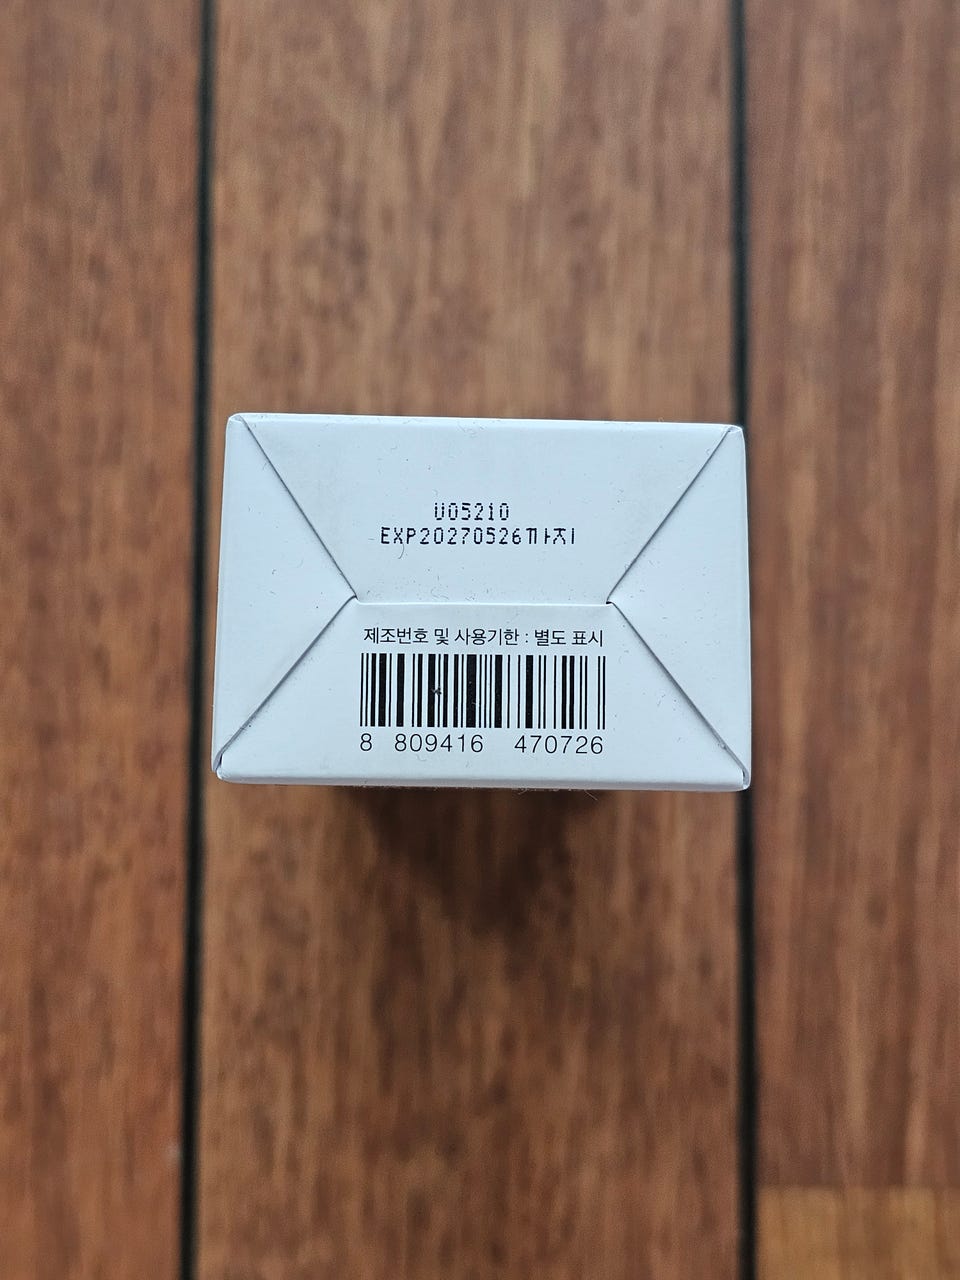 U05210
EXP20270526까지
제조번호 및 사용기한 : 별도 표시
8 809416 470726